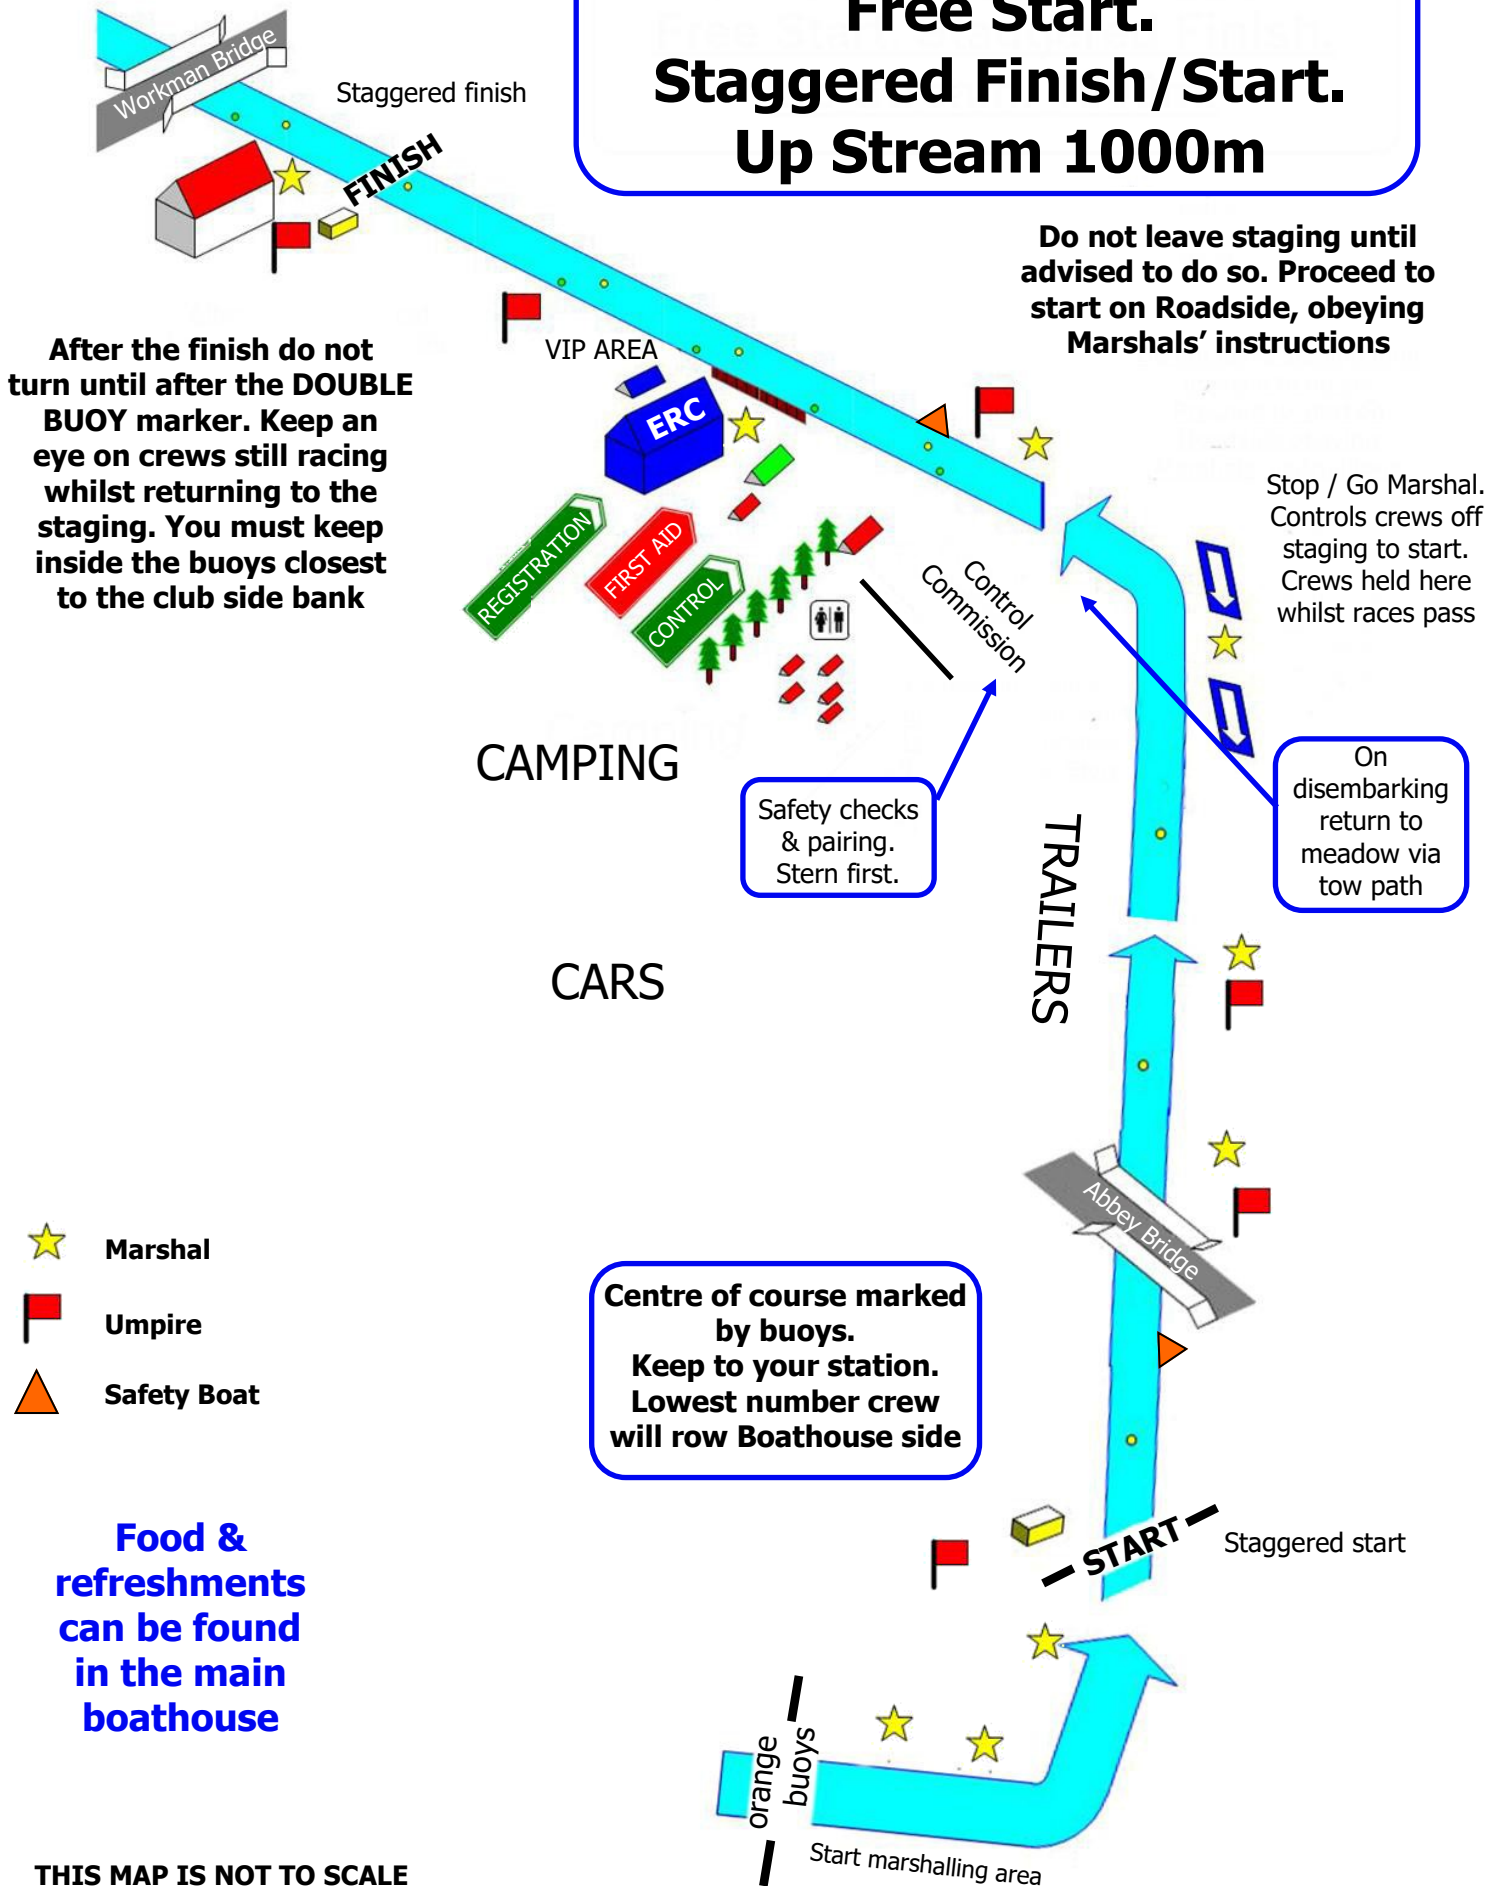 Free Start.
Staggered Finish/Start.
Up Stream 1000m
Workman Bridge
Staggered finish
FINISH
Do not leave staging until
advised to do so. Proceed to
start on Roadside, obeying
Marshals’ instructions
After the finish do not
turn until after the DOUBLE
BUOY marker. Keep an
eye on crews still racing
whilst returning to the
staging. You must keep
inside the buoys closest
to the club side bank
VIP AREA
ERC
REGISTRATION
FIRST AID
CONTROL
Control
Commission
Stop / Go Marshal.
Controls crews off
staging to start.
Crews held here
whilst races pass
CAMPING
Safety checks
& pairing.
Stern first.
On
disembarking
return to
meadow via
tow path
TRAILERS
CARS
Abbey Bridge
Marshal
Umpire
Safety Boat
Centre of course marked
by buoys.
Keep to your station.
Lowest number crew
will row Boathouse side
START
Staggered start
Food &
refreshments
can be found
in the main
boathouse
orange
buoys
Start marshalling area
THIS MAP IS NOT TO SCALE